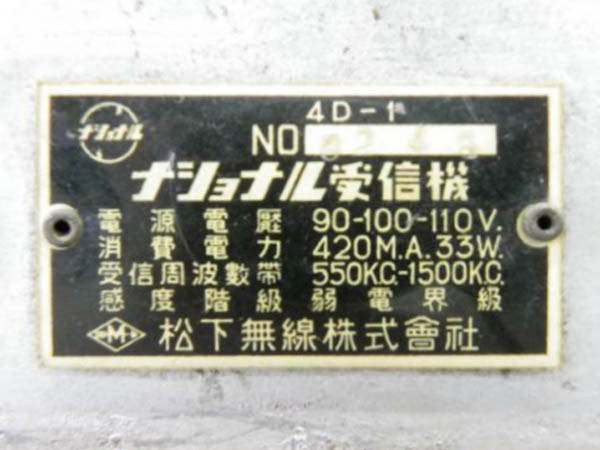 4D-1
ナショナル
NO
ナショナル受信機
電源電壓 90-100-110V.
消費電力 420M.A.33W.
受信周波數帶 550KC-1500KC.
感度階級 弱電界級
M 松下無線株式會社